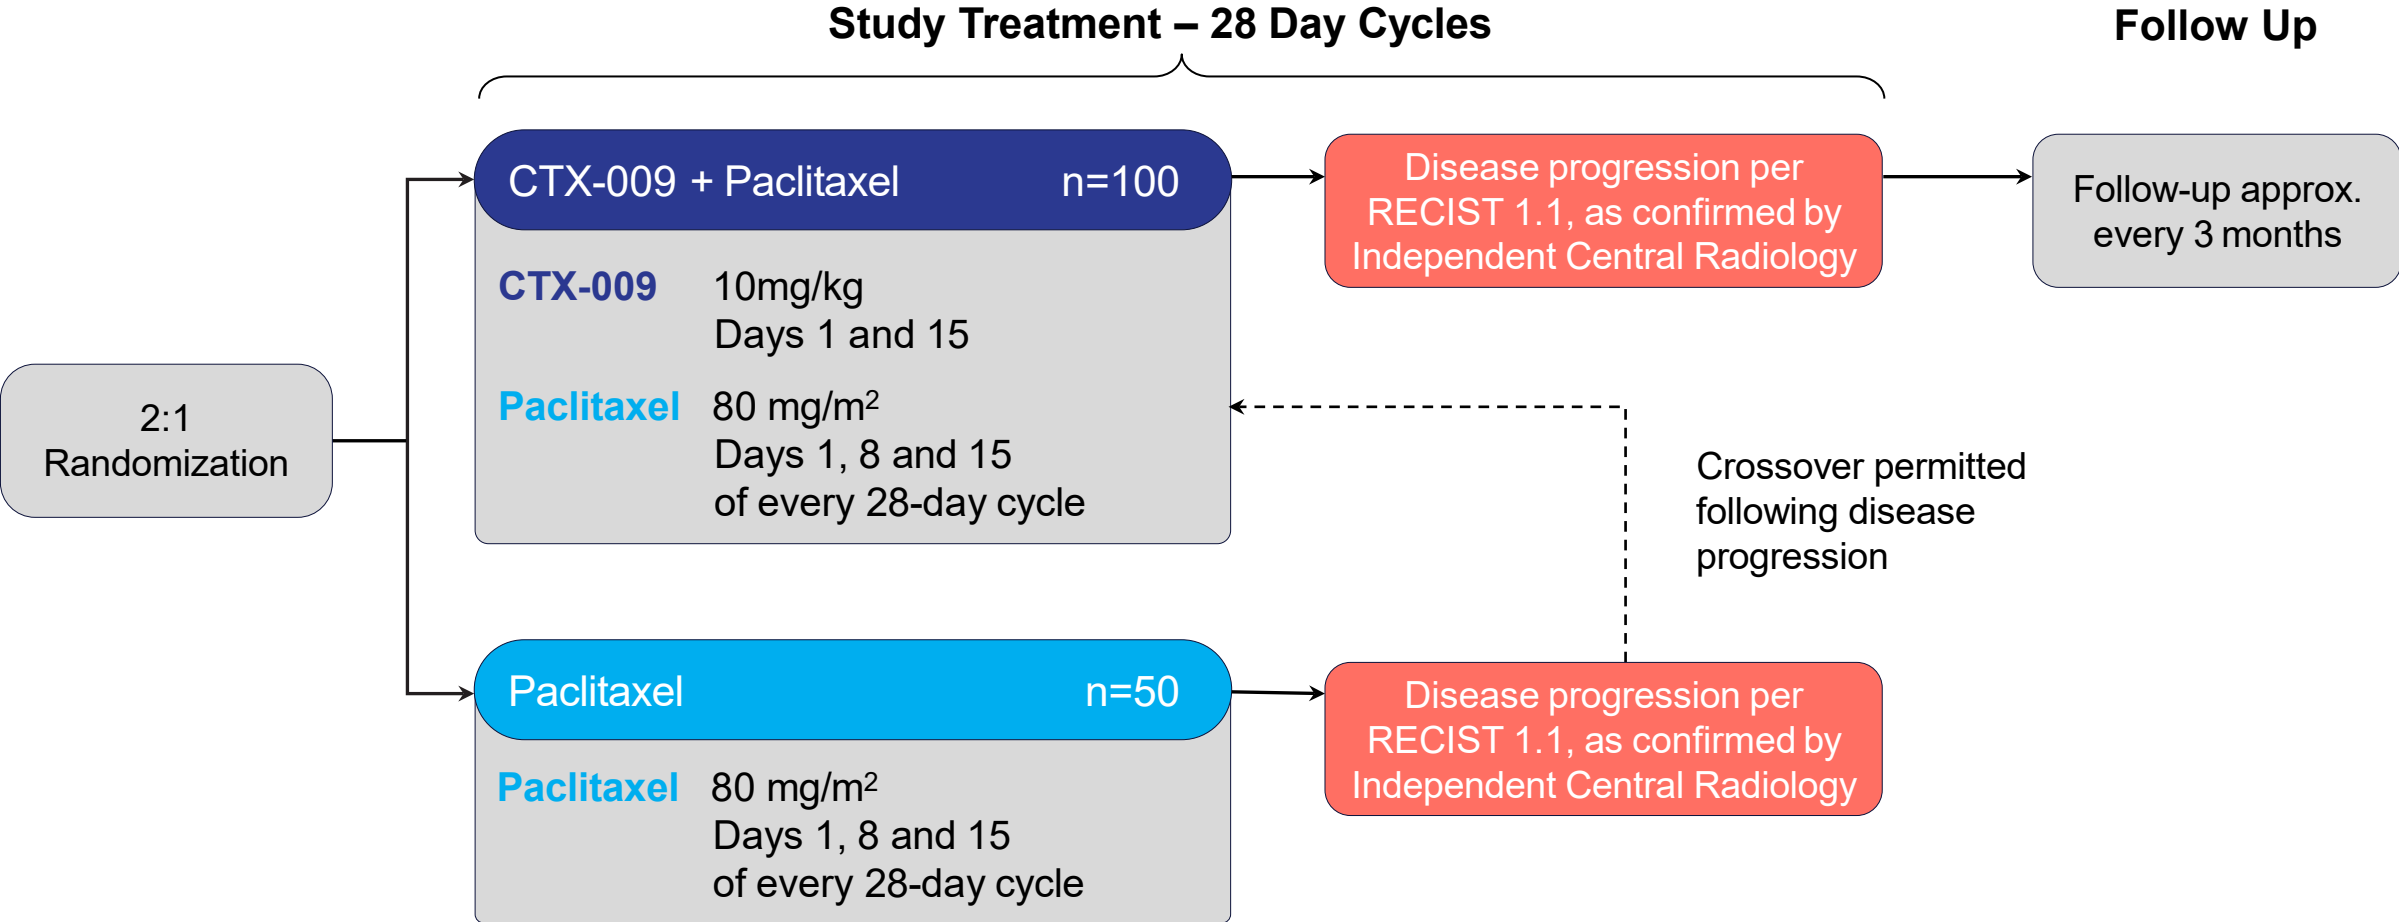 Study Treatment – 28 Day Cycles
Follow Up
2:1
Randomization
CTX-009 + Paclitaxel n=100
CTX-009 10mg/kg
Days 1 and 15
Paclitaxel 80 mg/m²
Days 1, 8 and 15
of every 28-day cycle
Disease progression per
RECIST 1.1, as confirmed by
Independent Central Radiology
Follow-up approx.
every 3 months
Crossover permitted
following disease
progression
Paclitaxel n=50
Paclitaxel 80 mg/m²
Days 1, 8 and 15
of every 28-day cycle
Disease progression per
RECIST 1.1, as confirmed by
Independent Central Radiology